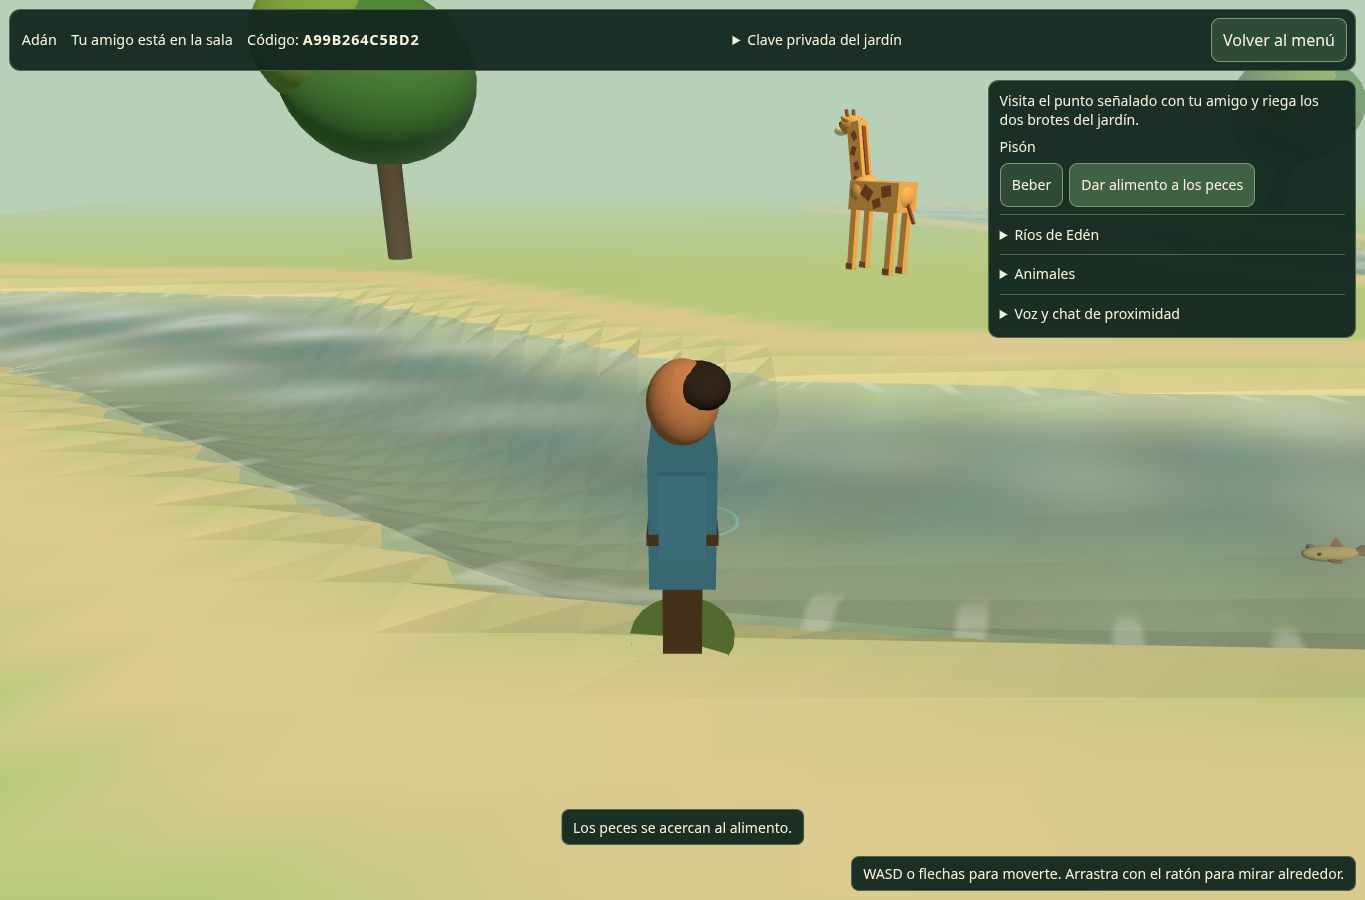 Adán Tu amigo está en la sala Código: A99B264C5BD2
Clave privada del jardín
Volver al menú
Visita el punto señalado con tu amigo y riega los
dos brotes del jardín.
Pisón
Beber
Dar alimento a los peces
Ríos de Edén
Animales
Voz y chat de proximidad
Los peces se acercan al alimento.
WASD o flechas para moverte. Arrastra con el ratón para mirar alrededor.